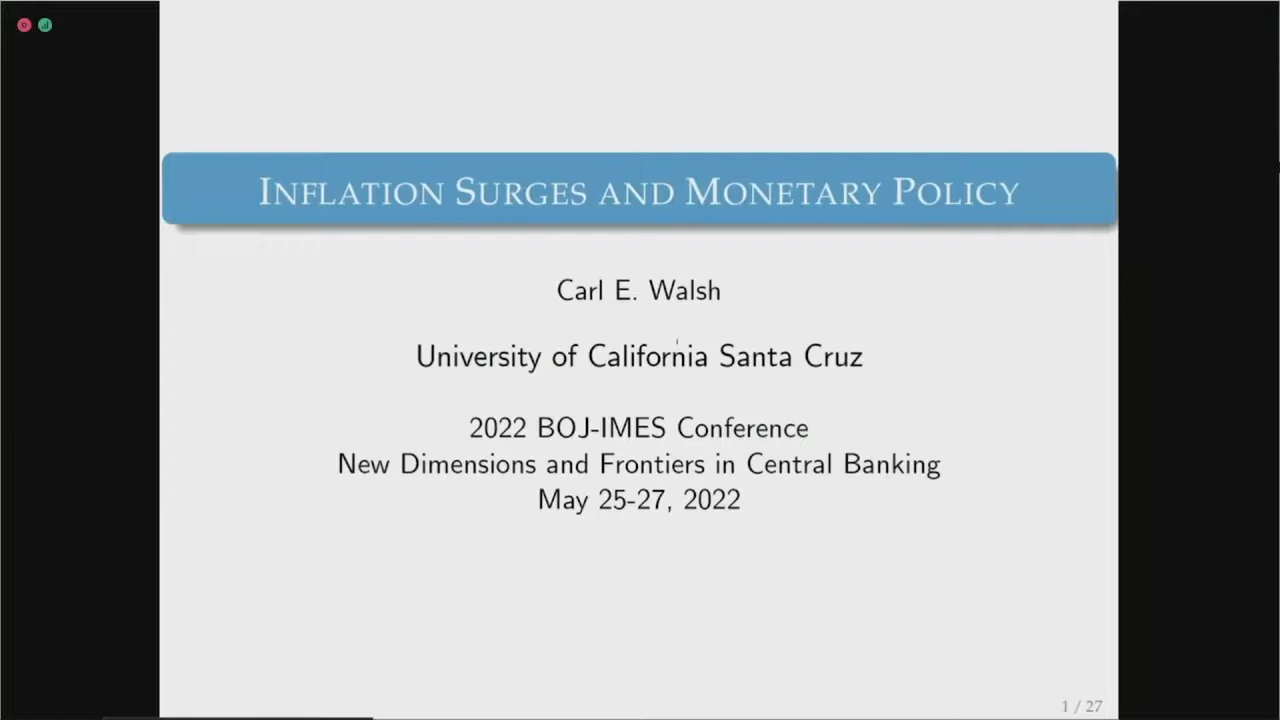 INFLATION SURGES AND MONETARY POLICY
Carl E. Walsh
University of California Santa Cruz
2022 BOJ-IMES Conference
New Dimensions and Frontiers in Central Banking
May 25-27, 2022
1 / 27